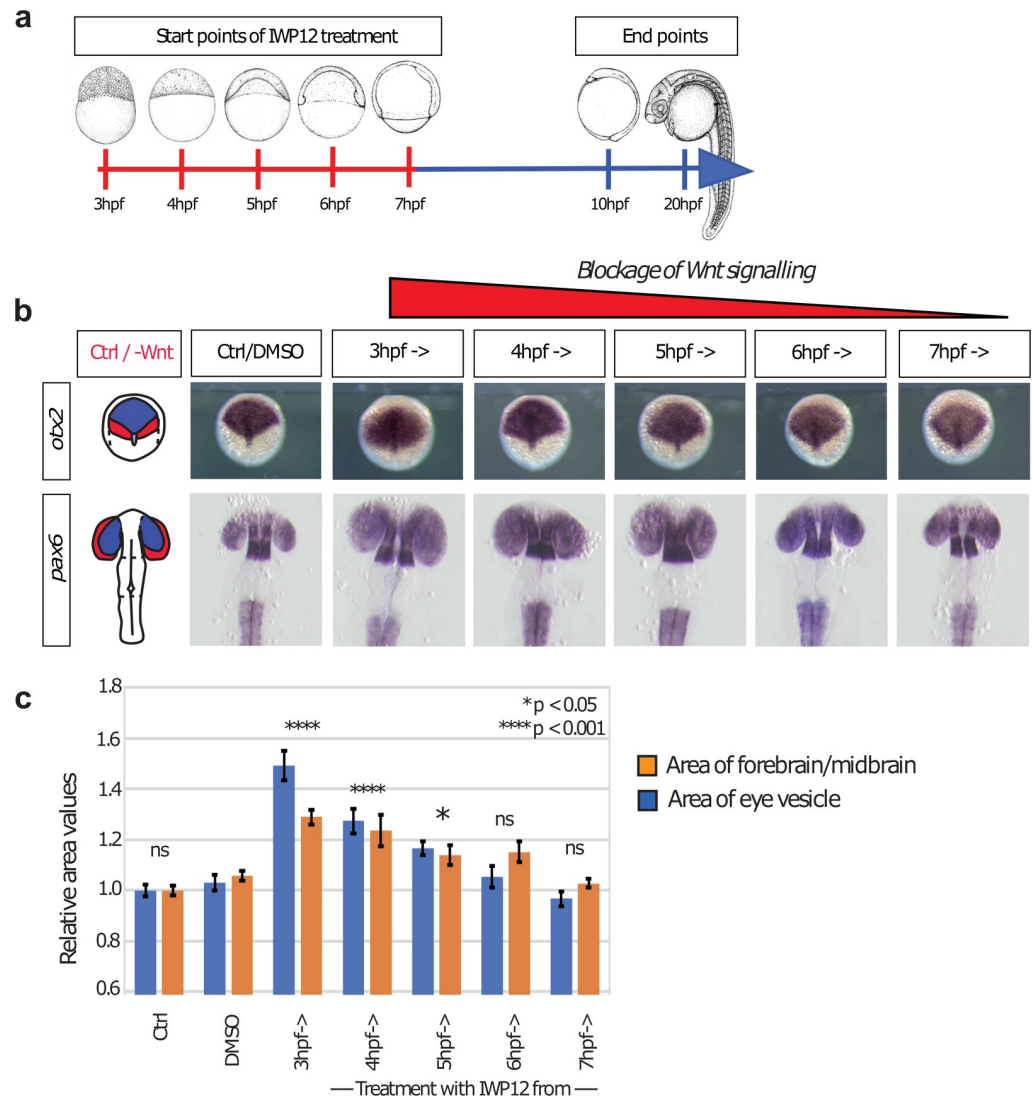 a
Start points of IWP12 treatment
End points
3hpf
4hpf
5hpf
6hpf
7hpf
10hpf
20hpf
Blockage of Wnt signalling
b
Ctrl / -Wnt
Ctrl/DMSO
3hpf ->
4hpf ->
5hpf ->
6hpf ->
7hpf ->
otx2
pax6
c
Relative area values
1.8
1.6
1.4
1.2
1.0
0.8
0.6
ns
****
****
*
ns
ns
* p < 0.05
**** p < 0.001
Area of forebrain/midbrain
Area of eye vesicle
Ctrl
DMSO
3hpf->
4hpf->
5hpf->
6hpf->
7hpf->
— Treatment with IWP12 from —